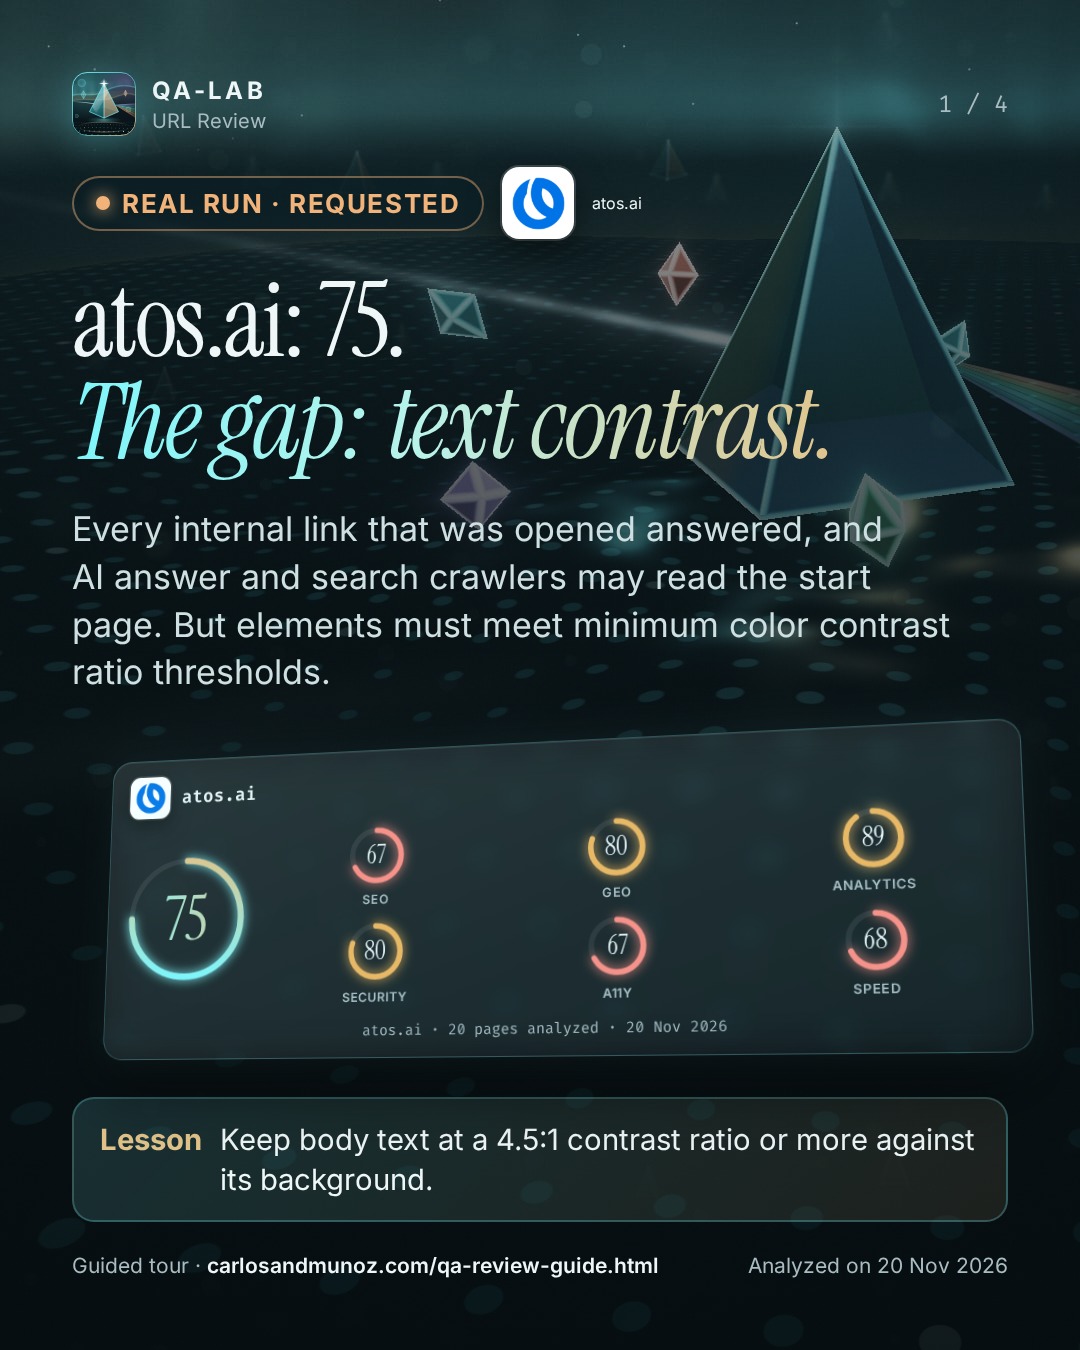 QA-LAB
URL Review
1 / 4
REAL RUN · REQUESTED
atos.ai
atos.ai: 75.
The gap: text contrast.
Every internal link that was opened answered, and
AI answer and search crawlers may read the start
page. But elements must meet minimum color contrast
ratio thresholds.
atos.ai
75
67
SEO
80
GEO
89
ANALYTICS
80
SECURITY
67
A11Y
68
SPEED
atos.ai · 20 pages analyzed · 20 Nov 2026
Lesson Keep body text at a 4.5:1 contrast ratio or more against
its background.
Guided tour · carlosandmunoz.com/qa-review-guide.html
Analyzed on 20 Nov 2026